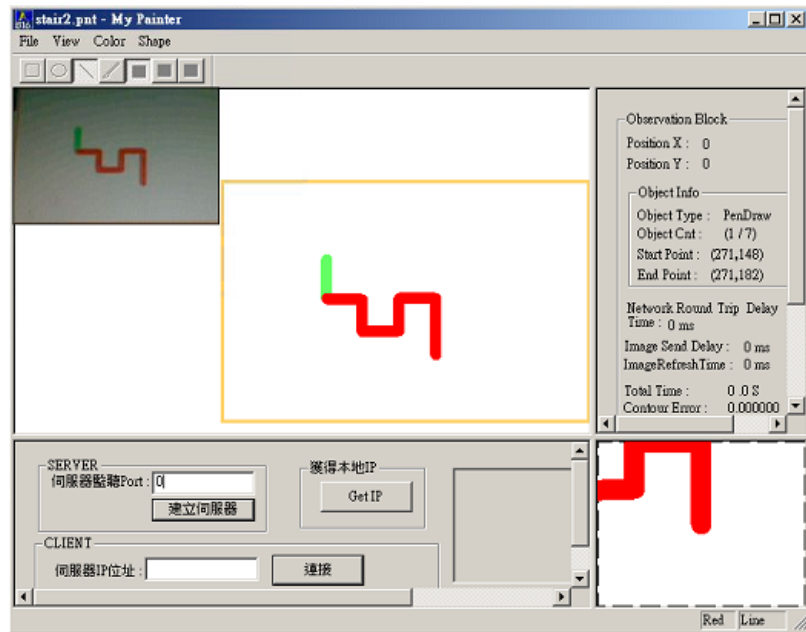 stair2.pnt - My Painter
File View Color Shape
Observation Block
Position X : 0
Position Y : 0
Object Info
Object Type : PenDraw
Object Cnt : (1 / 7)
Start Point : (271,148)
End Point : (271,182)
Network Round Trip Delay
Time : 0 ms
Image Send Delay : 0 ms
ImageRefreshTime : 0 ms
Total Time : 0 .0 S
Contour Error : 0.000000
SERVER
伺服器監聽Port : 0
建立伺服器
獲得本地IP
Get IP
CLIENT
伺服器IP位址 :
連接
Red Line